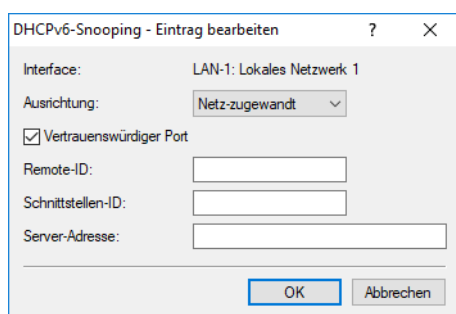 DHCPv6-Snooping - Eintrag bearbeiten ? ×
Interface: LAN-1: Lokales Netzwerk 1
Ausrichtung: Netz-zugewandt
Vertrauenswürdiger Port
Remote-ID:
Schnittstellen-ID:
Server-Adresse:
OK Abbrechen